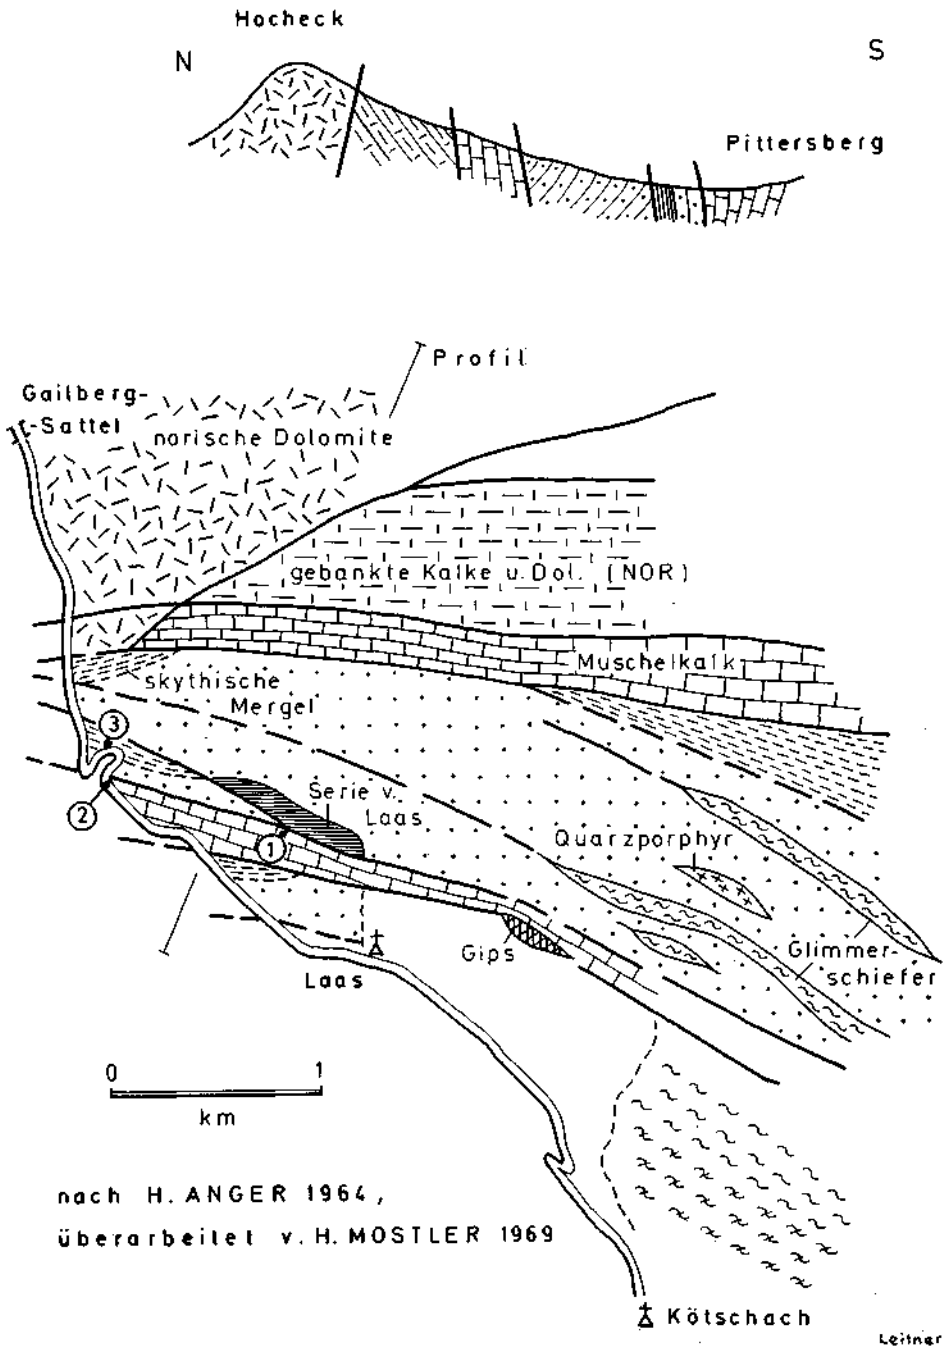 Hocheck
N
S
Pittersberg
Profil
Gailberg-
-Sattel
norische Dolomite
gebankte Kalke u. Dol. (NOR)
Muschelkalk
skythische
Mergel
3
Serie v.
Laas
2
1
Quarzporphyr
Gips
Glimmer-
schiefer
Laas
0 1
km
nach H. ANGER 1964,
überarbeitet v. H. MOSTLER 1969
Kötschach
Leitner